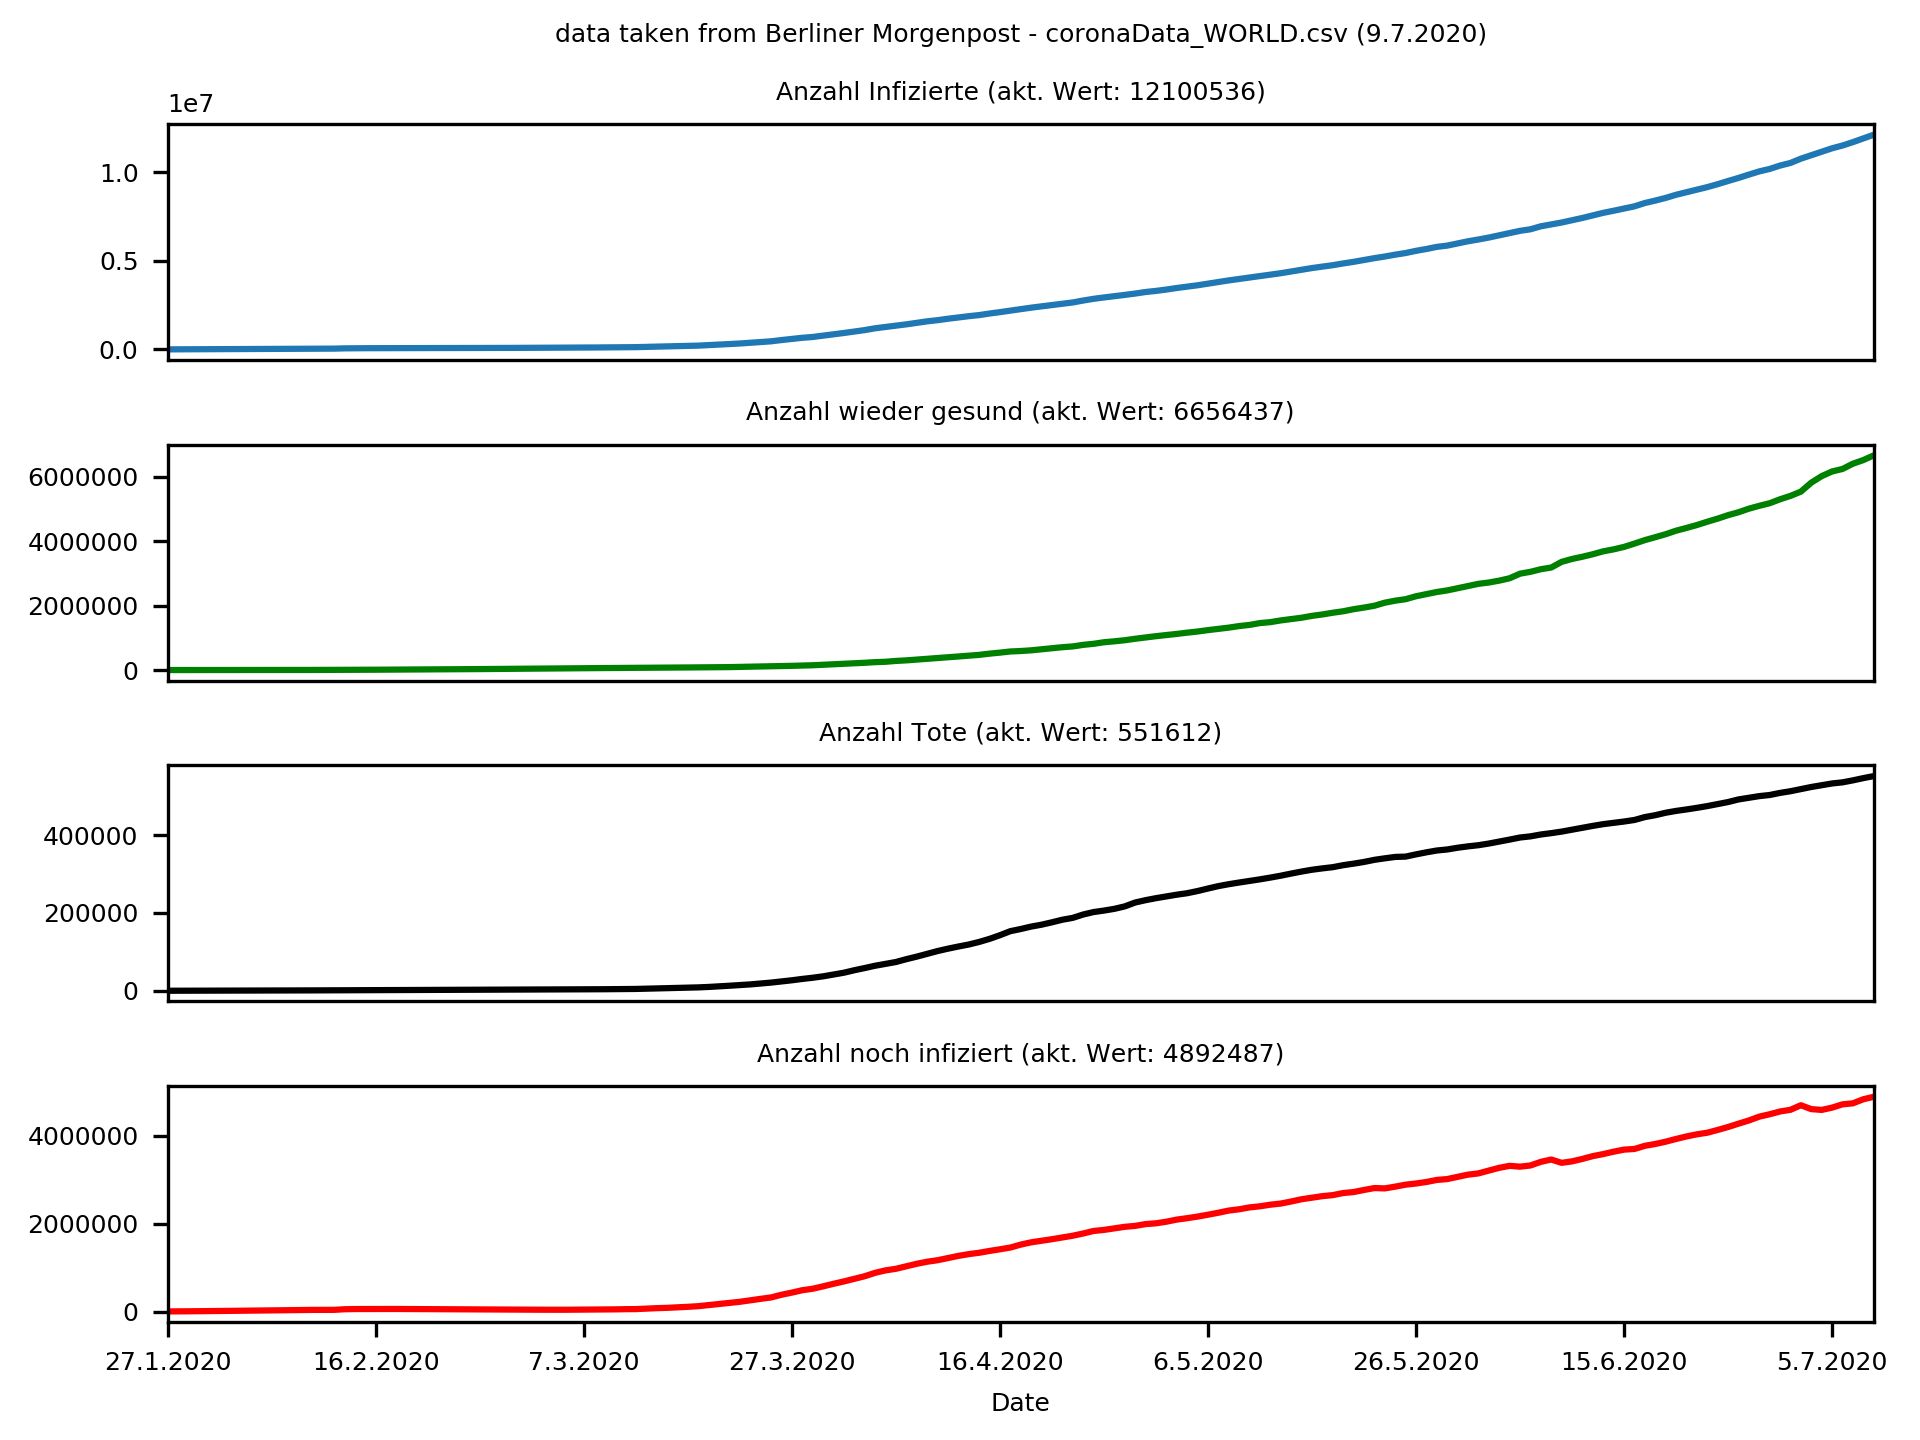 data taken from Berliner Morgenpost - coronaData_WORLD.csv (9.7.2020)
Anzahl Infizierte (akt. Wert: 12100536)
1e7
1.0
0.5
0.0
Anzahl wieder gesund (akt. Wert: 6656437)
6000000
4000000
2000000
0
Anzahl Tote (akt. Wert: 551612)
400000
200000
0
Anzahl noch infiziert (akt. Wert: 4892487)
4000000
2000000
0
27.1.2020 16.2.2020 7.3.2020 27.3.2020 16.4.2020 6.5.2020 26.5.2020 15.6.2020 5.7.2020
Date